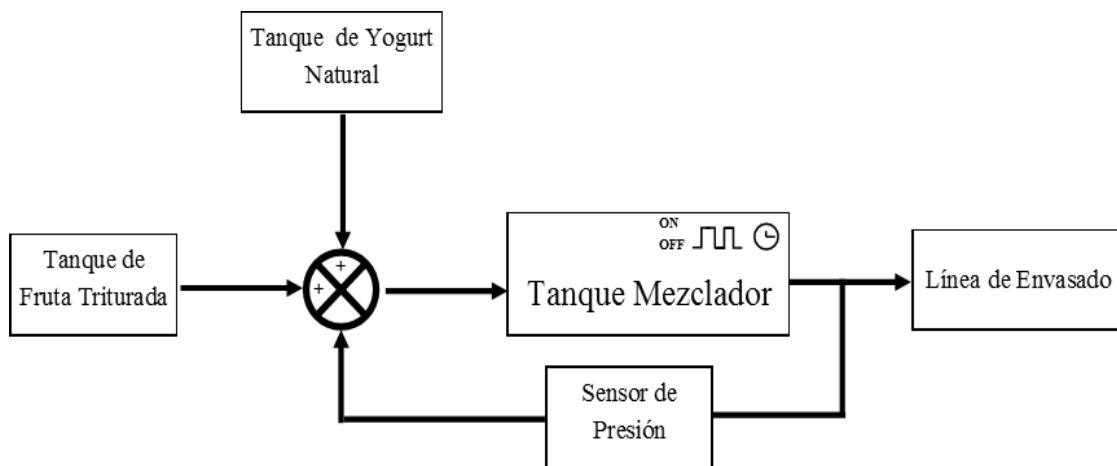 Tanque de Yogurt
Natural
Tanque de
Fruta Triturada
+
+
ON
OFF
Tanque Mezclador
Línea de Envasado
Sensor de
Presión